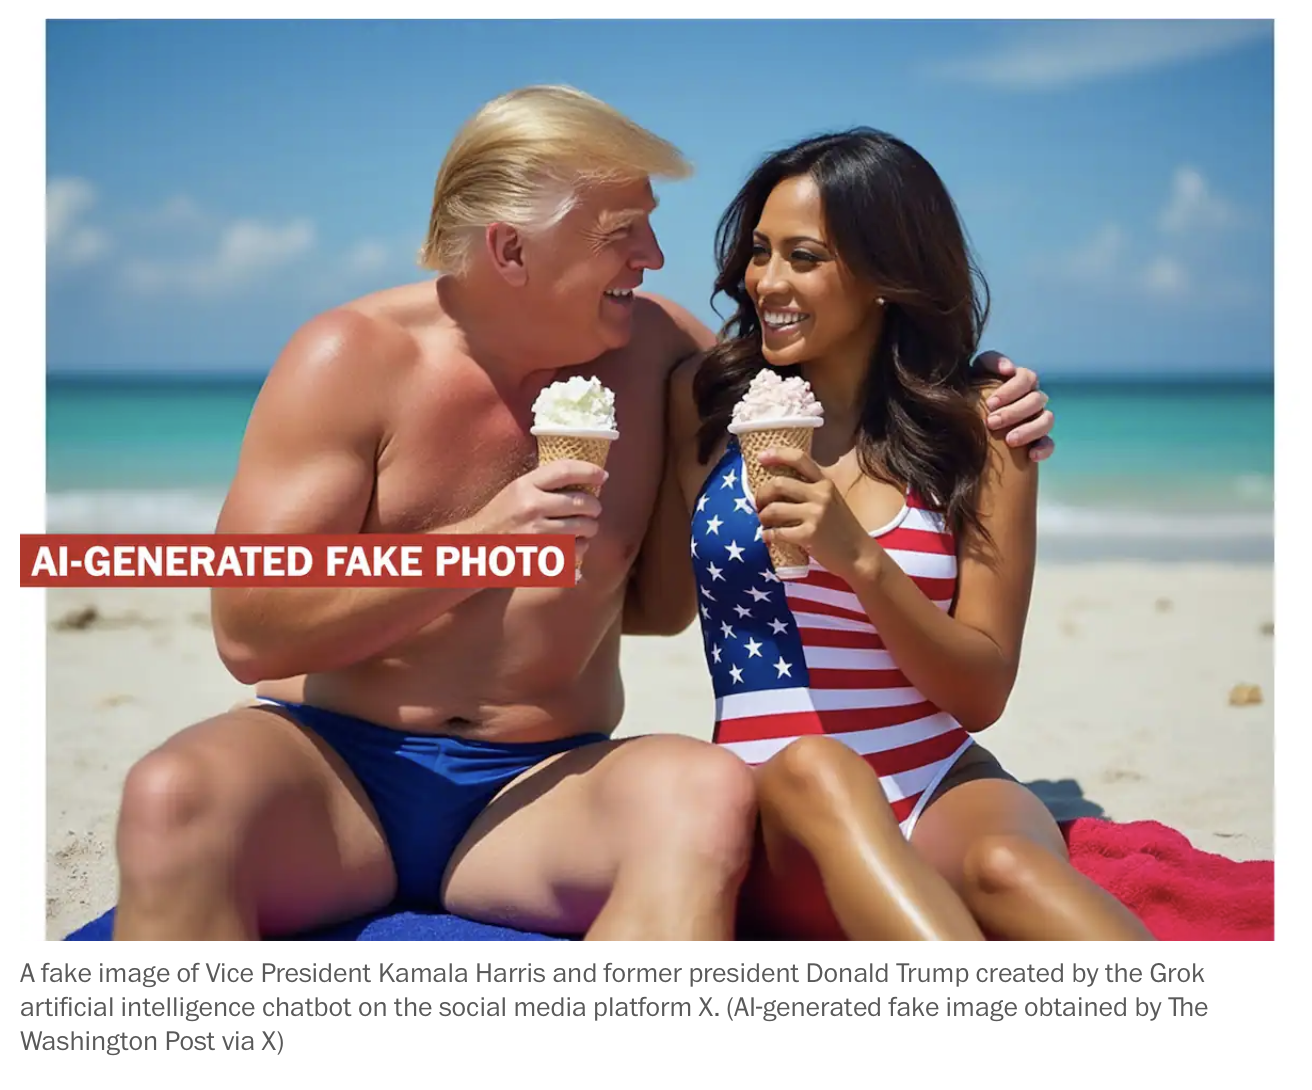 AI-GENERATED FAKE PHOTO
A fake image of Vice President Kamala Harris and former president Donald Trump created by the Grok
artificial intelligence chatbot on the social media platform X. (AI-generated fake image obtained by The
Washington Post via X)